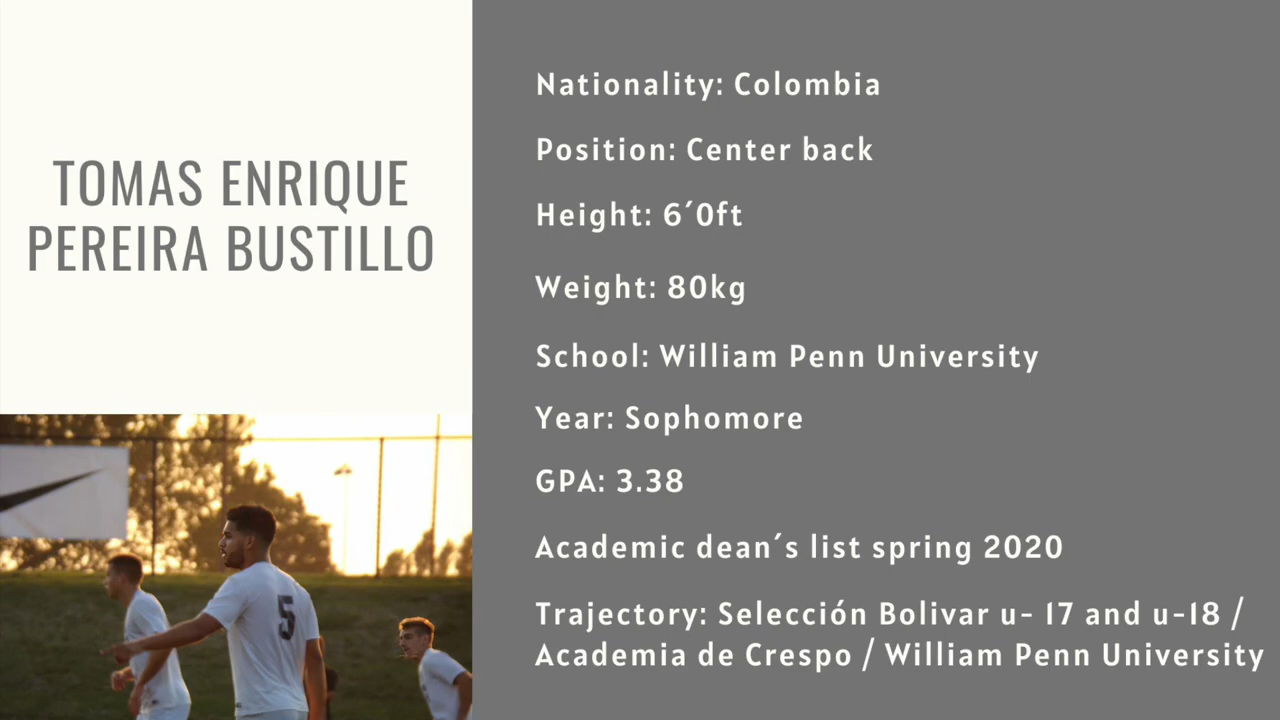 TOMAS ENRIQUE
PEREIRA BUSTILLO
Nationality: Colombia
Position: Center back
Height: 6´0ft
Weight: 80kg
School: William Penn University
Year: Sophomore
GPA: 3.38
Academic dean´s list spring 2020
Trajectory: Selección Bolivar u- 17 and u-18 /
Academia de Crespo / William Penn University
5